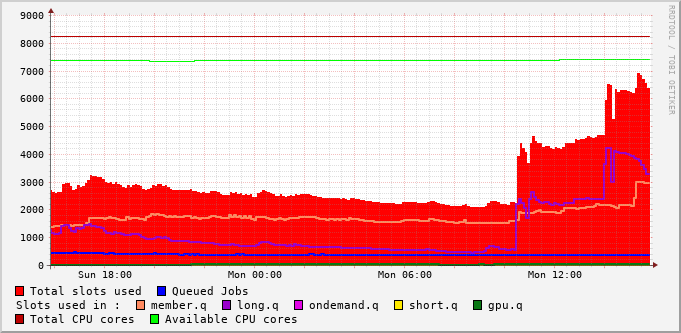 9000
8000
7000
6000
5000
4000
3000
2000
1000
0
Sun 18:00 Mon 00:00 Mon 06:00 Mon 12:00
Total slots used Queued Jobs
Slots used in : member.q long.q ondemand.q short.q gpu.q
Total CPU cores Available CPU cores
RRDTOOL / TOBI OETIKER